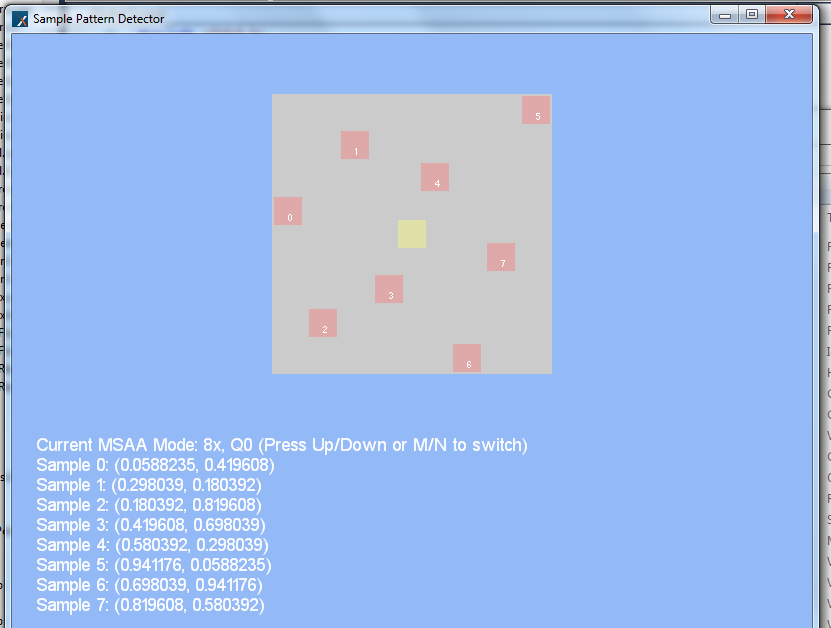 Sample Pattern Detector
5
1
4
0
7
3
2
6
Current MSAA Mode: 8x, Q0 (Press Up/Down or M/N to switch)
Sample 0: (0.0588235, 0.419608)
Sample 1: (0.298039, 0.180392)
Sample 2: (0.180392, 0.819608)
Sample 3: (0.419608, 0.698039)
Sample 4: (0.580392, 0.298039)
Sample 5: (0.941176, 0.0588235)
Sample 6: (0.698039, 0.941176)
Sample 7: (0.819608, 0.580392)